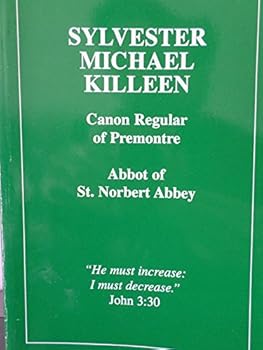 SYLVESTER
MICHAEL
KILLEEN
Canon Regular
of Premontre
Abbot of
St. Norbert Abbey
"He must increase:
I must decrease."
John 3:30